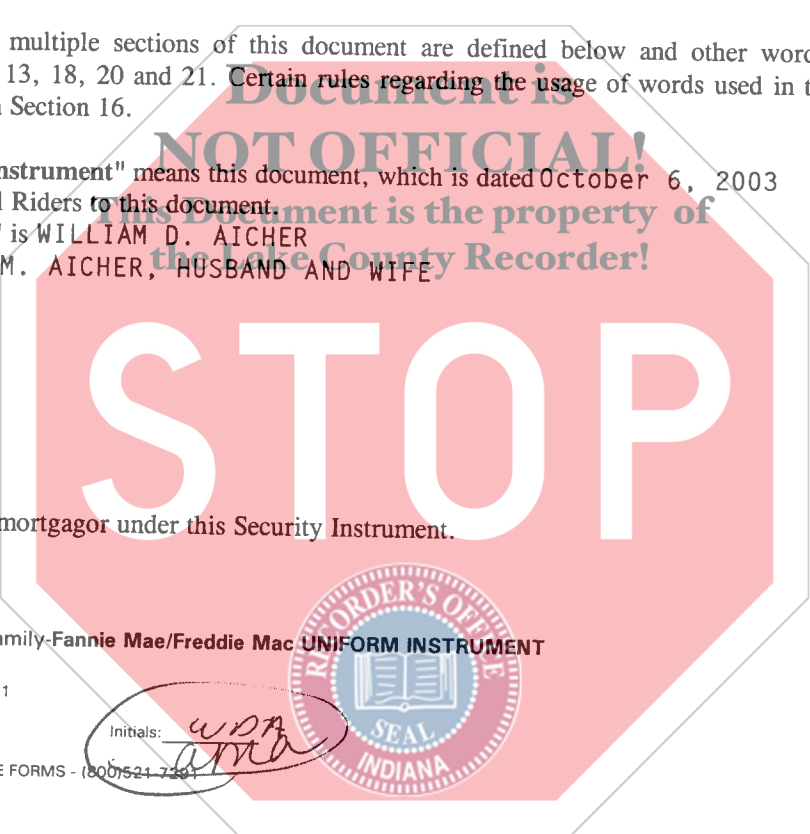 multiple sections of this document are defined below and other word
13, 18, 20 and 21. Certain rules regarding the usage of words used in t
Section 16.
Document is
NOT OFFICIAL!
This Document is the property of
the Lake County Recorder!
nstrument" means this document, which is dated October 6, 2003
Riders to this document.
" is WILLIAM D. AICHER
M. AICHER, HUSBAND AND WIFE
STOP
mortgagor under this Security Instrument.
amily-Fannie Mae/Freddie Mac UNIFORM INSTRUMENT
1
Initials: WDA
ama
E FORMS - (800)521-7291
RECORDER'S OFFICE
SEAL
INDIANA